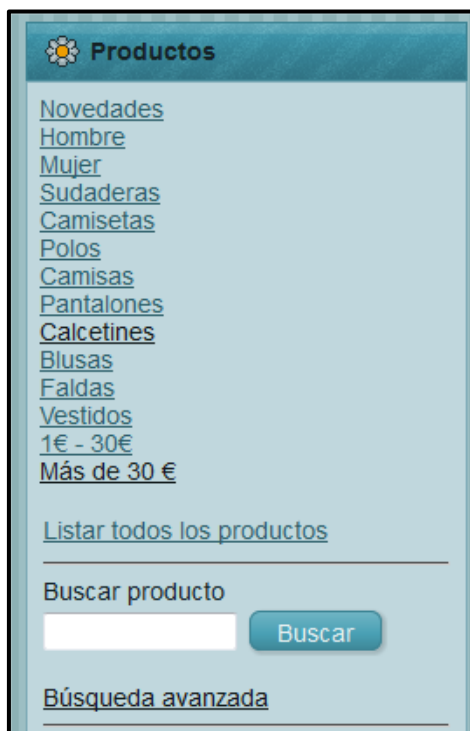 Productos
Novedades
Hombre
Mujer
Sudaderas
Camisetas
Polos
Camisas
Pantalones
Calcetines
Blusas
Faldas
Vestidos
1€ - 30€
Más de 30 €
Listar todos los productos
Buscar producto
Buscar
Búsqueda avanzada